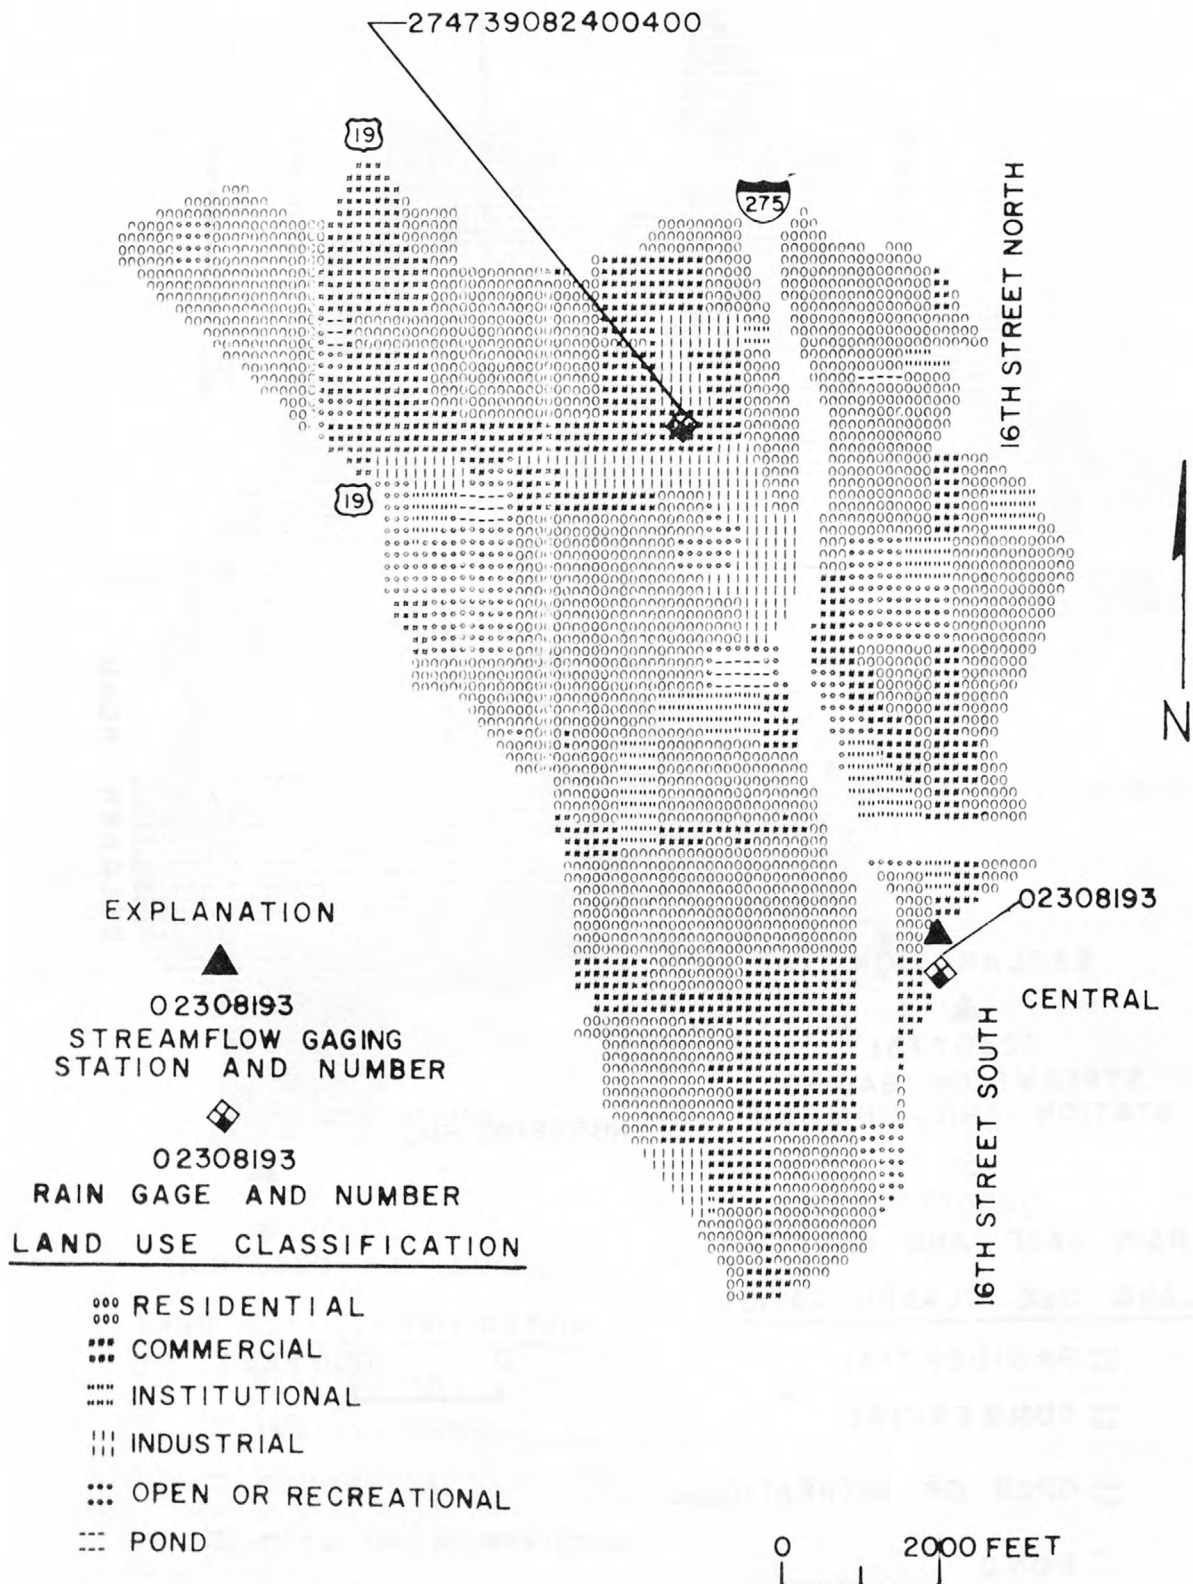 274739082400400
19
275
16TH STREET NORTH
19
N
EXPLANATION
02308193
STREAMFLOW GAGING
STATION AND NUMBER
02308193
RAIN GAGE AND NUMBER
LAND USE CLASSIFICATION
RESIDENTIAL
COMMERCIAL
INSTITUTIONAL
INDUSTRIAL
OPEN OR RECREATIONAL
POND
02308193
CENTRAL
16TH STREET SOUTH
0 2000 FEET